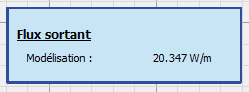 Flux sortant
Modélisation : 20.347 W/m